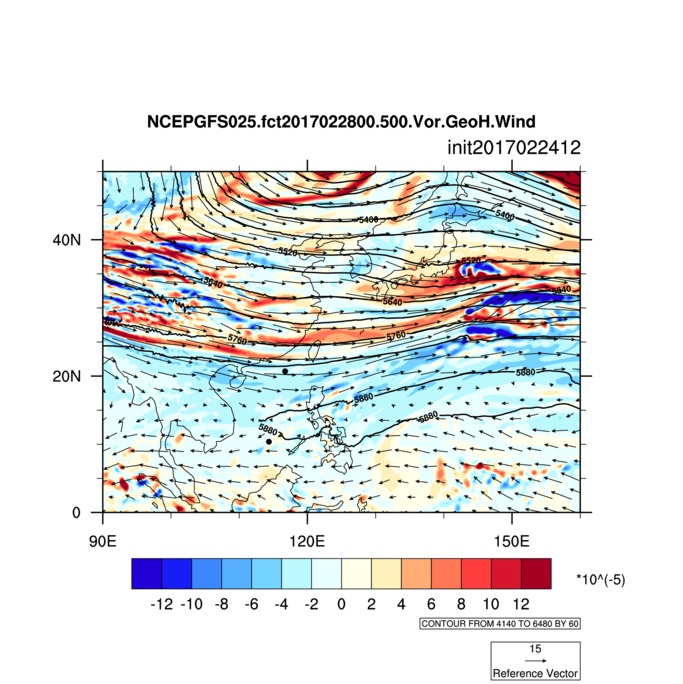 NCEPGFS025.fct2017022800.500.Vor.GeoH.Wind
init2017022412
5400
5400
40N
5520
5520
5640
5640
5640
5760
5760
20N
5880
5880
5880
5880
0
90E 120E 150E
-12 -10 -8 -6 -4 -2 0 2 4 6 8 10 12
*10^(-5)
CONTOUR FROM 4140 TO 6480 BY 60
15
Reference Vector